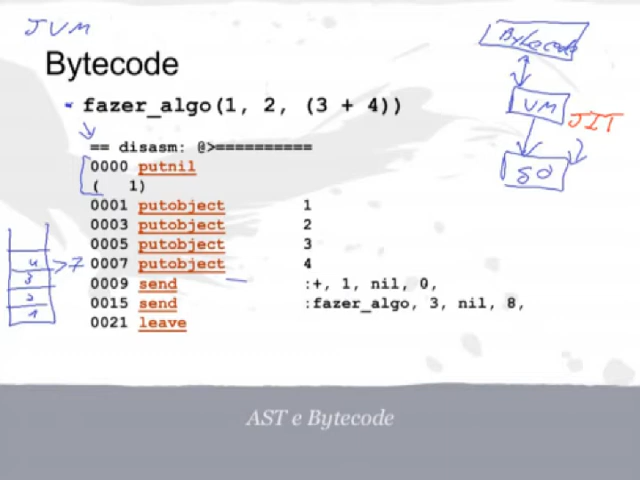 JVM
Bytecode
Bytecode
fazer_algo(1, 2, (3 + 4))
VM
JIT
== disasm: @>==========
0000 putnil
( 1)
SO
0001 putobject 1
0003 putobject 2
0005 putobject 3
0007 putobject 4
4 > 7
3
2
1
0009 send :+, 1, nil, 0,
0015 send :fazer_algo, 3, nil, 8,
0021 leave
AST e Bytecode